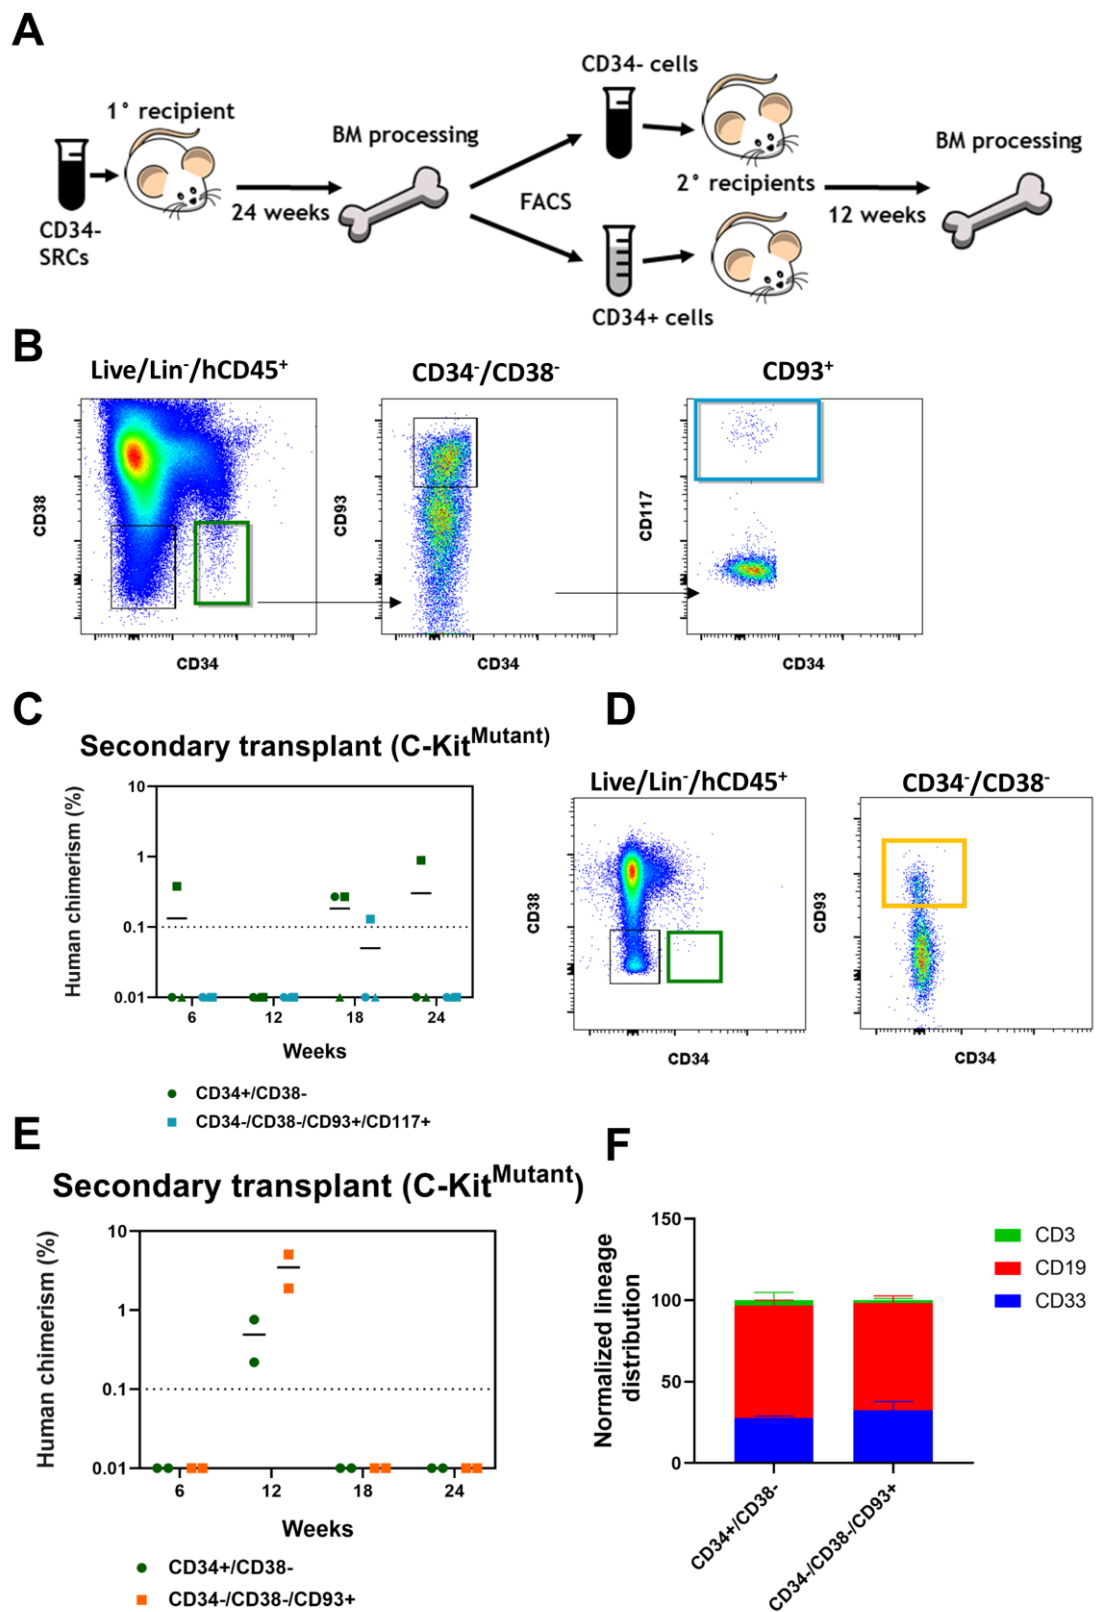 A
1° recipient
CD34- cells
BM processing
BM processing
24 weeks
FACS
2° recipients
12 weeks
CD34-
SRCs
CD34+ cells
B
Live/Lin⁻/hCD45⁺
CD34⁻/CD38⁻
CD93⁺
CD38
CD93
CD117
CD34
CD34
CD34
C
Secondary transplant (C-Kit^Mutant)
Human chimerism (%)
10
1
0.1
0.01
6
12
18
24
Weeks
CD34+/CD38-
CD34-/CD38-/CD93+/CD117+
D
Live/Lin⁻/hCD45⁺
CD34⁻/CD38⁻
CD38
CD93
CD34
CD34
E
Secondary transplant (C-Kit^Mutant)
Human chimerism (%)
10
1
0.1
0.01
6
12
18
24
Weeks
CD34+/CD38-
CD34-/CD38-/CD93+
F
Normalized lineage
distribution
150
100
50
0
CD3
CD19
CD33
CD34+/CD38-
CD34-/CD38-/CD93+